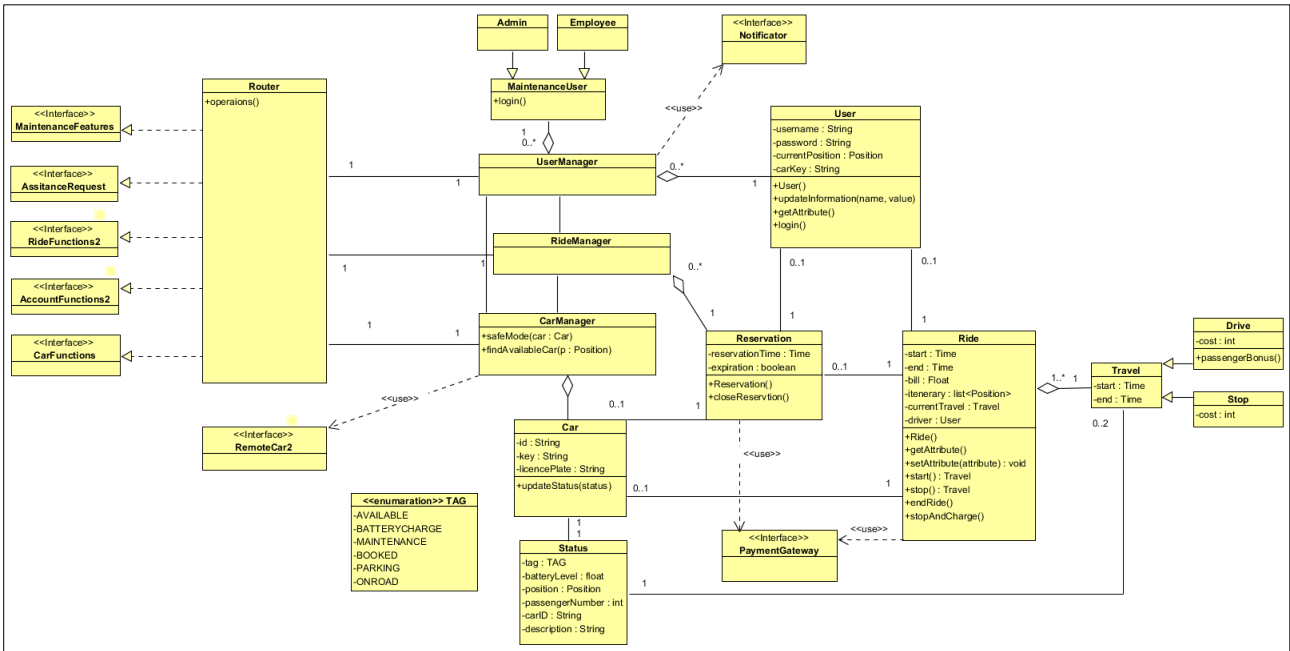 Admin
Employee
<<Interface>>
Notificator
MaintenanceUser
+login()
Router
+operaions()
<<Interface>>
MaintenanceFeatures
<<Interface>>
AssitanceRequest
<<Interface>>
RideFunctions2
<<Interface>>
AccountFunctions2
<<Interface>>
CarFunctions
<<use>>
1
0..*
UserManager
0..*
1
User
-username : String
-password : String
-currentPosition : Position
-carKey : String
+User()
+updateInformation(name, value)
+getAttribute()
+login()
1
1
RideManager
1
1
0..*
1
0..1
1
0..1
1
CarManager
+safeMode(car : Car)
+findAvailableCar(p : Position)
1
1
<<use>>
<<Interface>>
RemoteCar2
Reservation
-reservationTime : Time
-expiration : boolean
+Reservation()
+closeReservtion()
0..1
1
Ride
-start : Time
-end : Time
-bill : Float
-itenerary : list<Position>
-currentTravel : Travel
-driver : User
+Ride()
+getAttribute()
+setAttribute(attribute) : void
+start() : Travel
+stop() : Travel
+endRide()
+stopAndCharge()
1..*
1
Travel
-start : Time
-end : Time
0..2
Drive
-cost : int
+passengerBonus()
Stop
-cost : int
0..1
1
Car
-id : String
-key : String
-licencePlate : String
+updateStatus(status)
0..1
1
<<use>>
<<use>>
<<Interface>>
PaymentGateway
<<enumaration>> TAG
-AVAILABLE
-BATTERYCHARGE
-MAINTENANCE
-BOOKED
-PARKING
-ONROAD
1
1
Status
-tag : TAG
-batteryLevel : float
-position : Position
-passengerNumber : int
-carID : String
-description : String
1